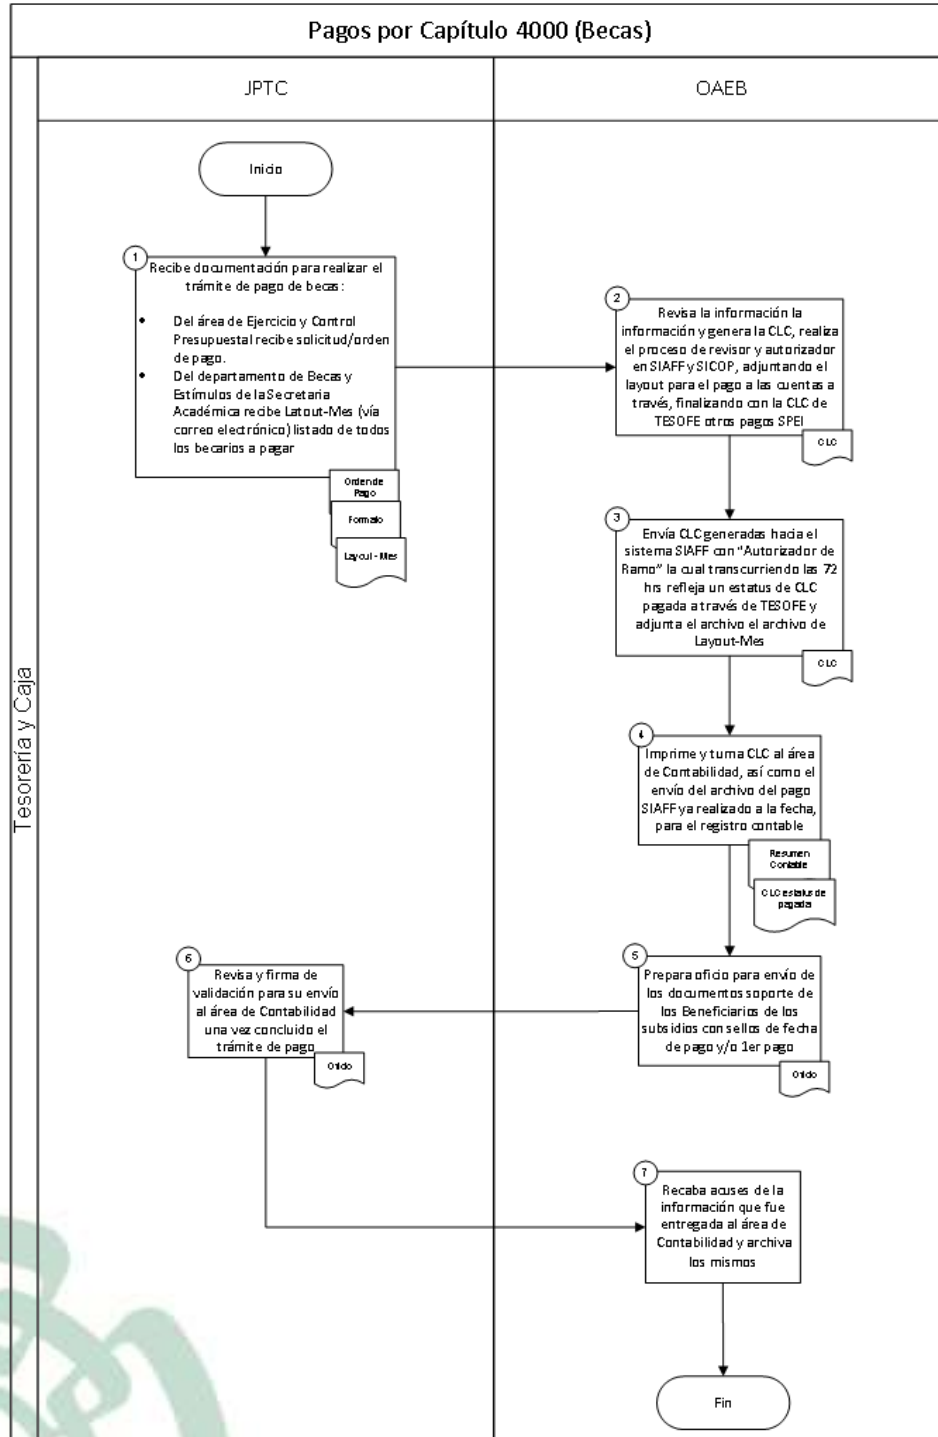 Pagos por Capítulo 4000 (Becas)
Tesorería y Caja
JPTC
OAEB
Inicio
1
Recibe documentación para realizar el
trámite de pago de becas:
• Del área de Ejercicio y Control
Presupuestal recibe solicitud/orden
de pago.
• Del departamento de Becas y
Estímulos de la Secretaria
Académica recibe Latout-Mes (vía
correo electrónico) listado de todos
los becarios a pagar
Orden de
Pago
Formato
Layout - Mes
2
Revisa la información la
información y genera la CLC, realiza
el proceso de revisor y autorizador
en SIAFF y SICOP, adjuntando el
layout para el pago a las cuentas a
través, finalizando con la CLC de
TESOFE otros pagos SPEI
CLC
3
Envía CLC generadas hacia el
sistema SIAFF con "Autorizador de
Ramo" la cual transcurriendo las 72
hrs refleja un estatus de CLC
pagada a través de TESOFE y
adjunta el archivo el archivo de
Layout-Mes
CLC
4
Imprime y turna CLC al área
de Contabilidad, así como el
envío del archivo del pago
SIAFF ya realizado a la fecha,
para el registro contable
Resumen
Contable
CLC estatus de
pagada
5
Prepara oficio para envío de
los documentos soporte de
los Beneficiarios de los
subsidios con sellos de fecha
de pago y/o 1er pago
Oficio
6
Revisa y firma de
validación para su envío
al área de Contabilidad
una vez concluido el
trámite de pago
Oficio
7
Recaba acuses de la
información que fue
entregada al área de
Contabilidad y archiva
los mismos
Fin